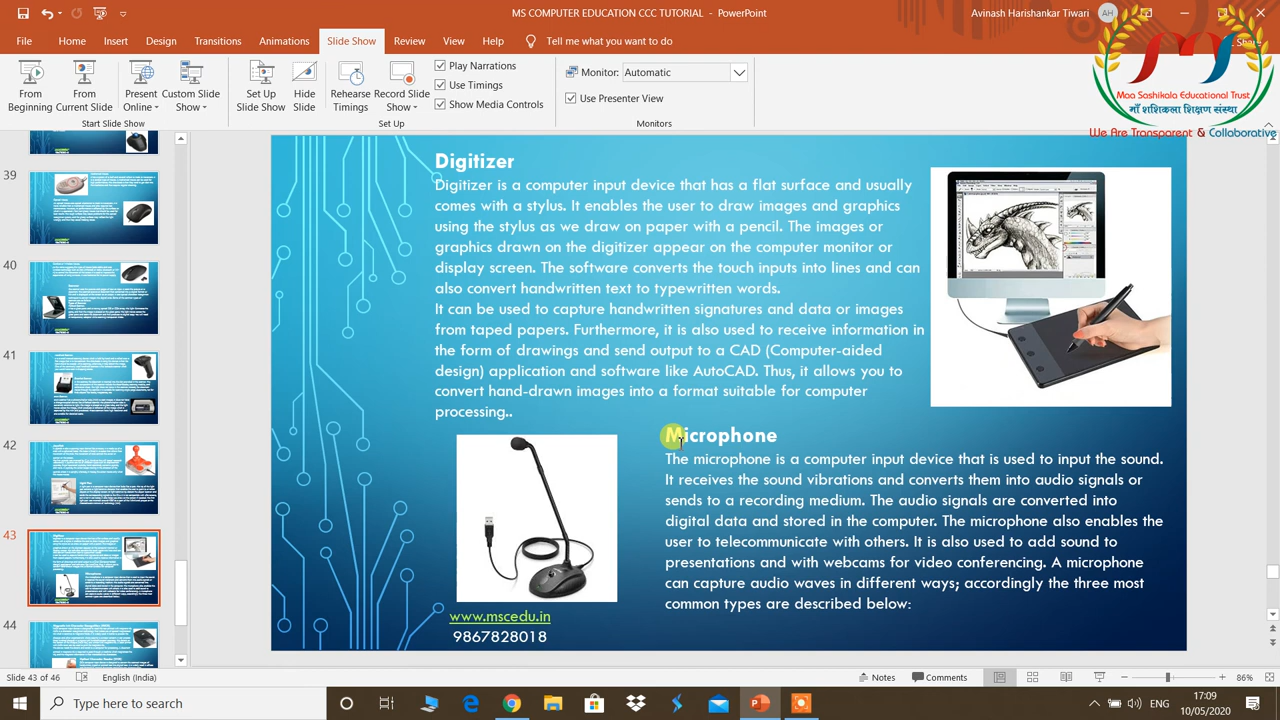 MS COMPUTER EDUCATION CCC TUTORIAL - PowerPoint
Avinash Harishankar Tiwari
AH
File
Home
Insert
Design
Transitions
Animations
Slide Show
Review
View
Help
Tell me what you want to do
Share
From Beginning
From Current Slide
Present Online
Custom Slide Show
Set Up Slide Show
Hide Slide
Rehearse Timings
Record Slide Show
Play Narrations
Use Timings
Show Media Controls
Monitor: Automatic
Use Presenter View
Start Slide Show
Set Up
Monitors
Maa Sashikala Educational Trust
माँ शशिकला शिक्षण संस्था
We Are Transparent & Collaborative
39
40
41
42
43
44
Digitizer
Digitizer is a computer input device that has a flat surface and usually
comes with a stylus. It enables the user to draw images and graphics
using the stylus as we draw on paper with a pencil. The images or
graphics drawn on the digitizer appear on the computer monitor or
display screen. The software converts the touch inputs into lines and can
also convert handwritten text to typewritten words.
It can be used to capture handwritten signatures and data or images
from taped papers. Furthermore, it is also used to receive information in
the form of drawings and send output to a CAD (Computer-aided
design) application and software like AutoCAD. Thus, it allows you to
convert hand-drawn images into a format suitable for computer
processing..
Microphone
The microphone is a computer input device that is used to input the sound.
It receives the sound vibrations and converts them into audio signals or
sends to a recording medium. The audio signals are converted into
digital data and stored in the computer. The microphone also enables the
user to telecommunicate with others. It is also used to add sound to
presentations and with webcams for video conferencing. A microphone
can capture audio waves in different ways; accordingly the three most
common types are described below:
www.mscedu.in
9867828018
Slide 43 of 46
English (India)
Notes
Comments
86%
Type here to search
ENG
17:09
10/05/2020